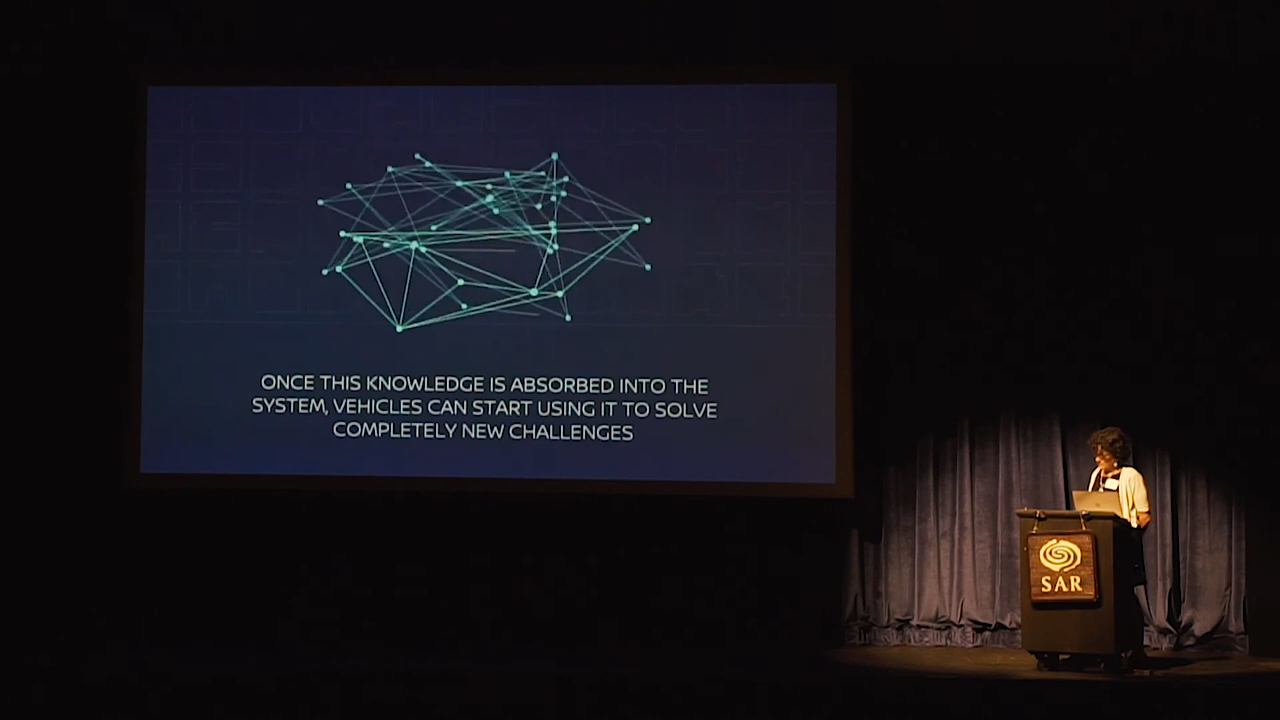 ONCE THIS KNOWLEDGE IS ABSORBED INTO THE
SYSTEM, VEHICLES CAN START USING IT TO SOLVE
COMPLETELY NEW CHALLENGES
SAR